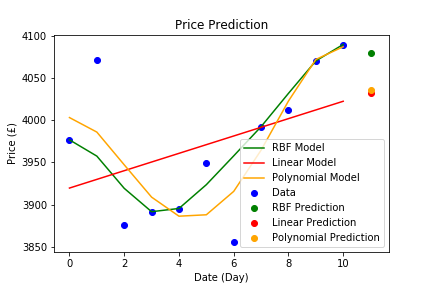 Price Prediction
Price (£)
4100
4050
4000
3950
3900
3850
RBF Model
Linear Model
Polynomial Model
Data
RBF Prediction
Linear Prediction
Polynomial Prediction
0 2 4 6 8 10
Date (Day)